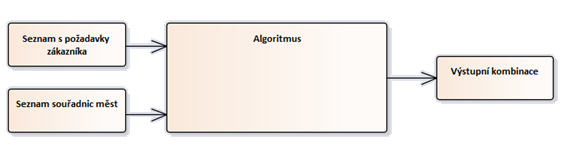 Seznam s požadavky
zákazníka
Seznam souřadnic měst
Algoritmus
Výstupní kombinace